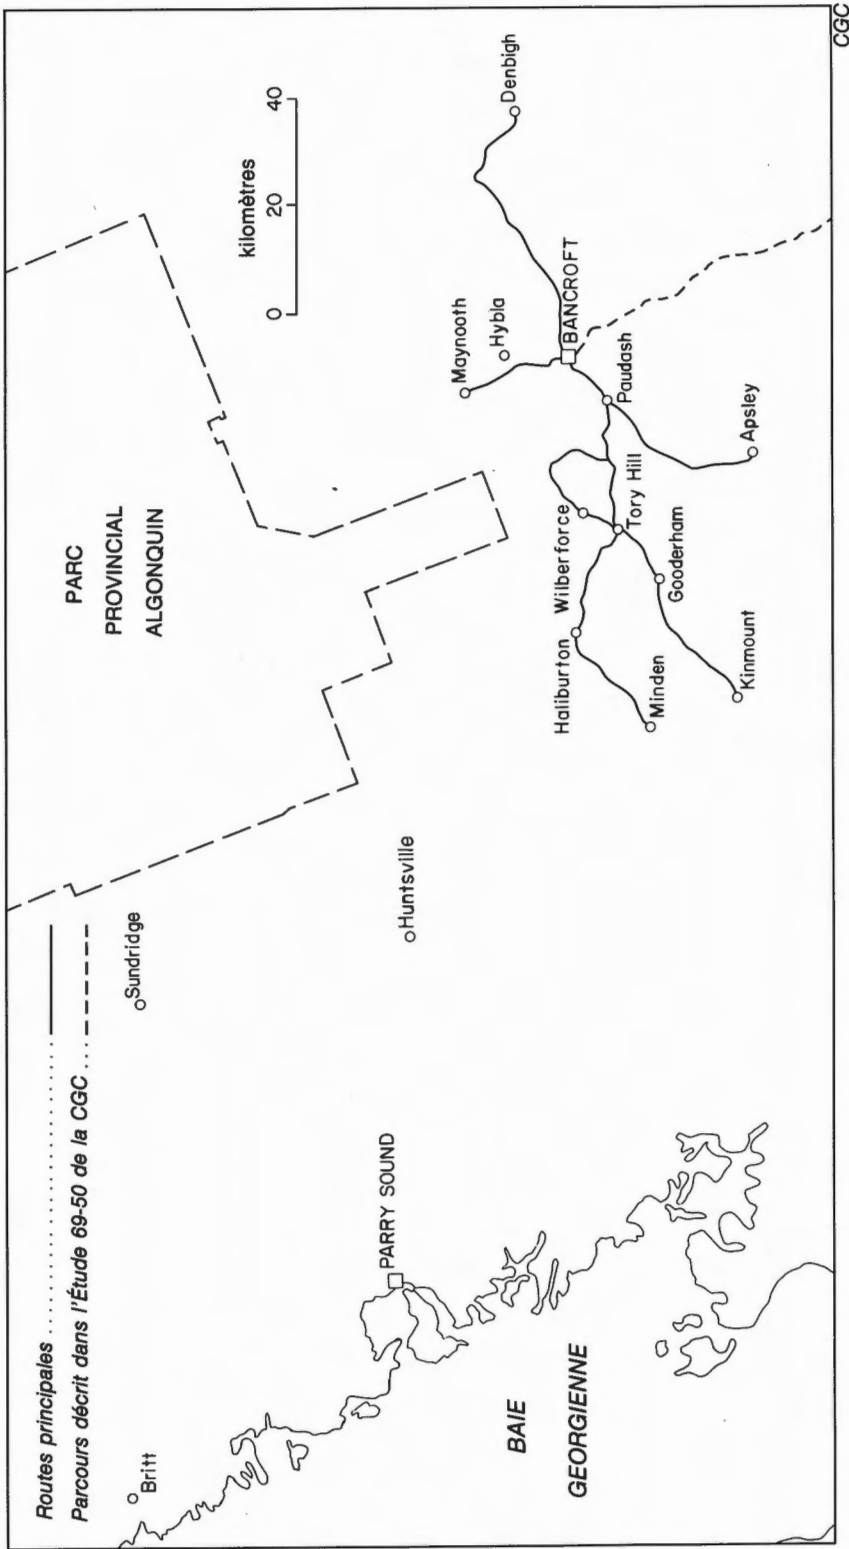 Routes principales
Parcours décrit dans l'Étude 69-50 de la CGC
Britt
Sundridge
PARC
PROVINCIAL
ALGONQUIN
kilomètres
0 20 40
PARRY SOUND
Huntsville
Maynooth
Hybla
Denbigh
BANCROFT
Haliburton
Wilberforce
Paudash
Tory Hill
Minden
Gooderham
Kinmount
Apsley
BAIE
GEORGIENNE
CGC